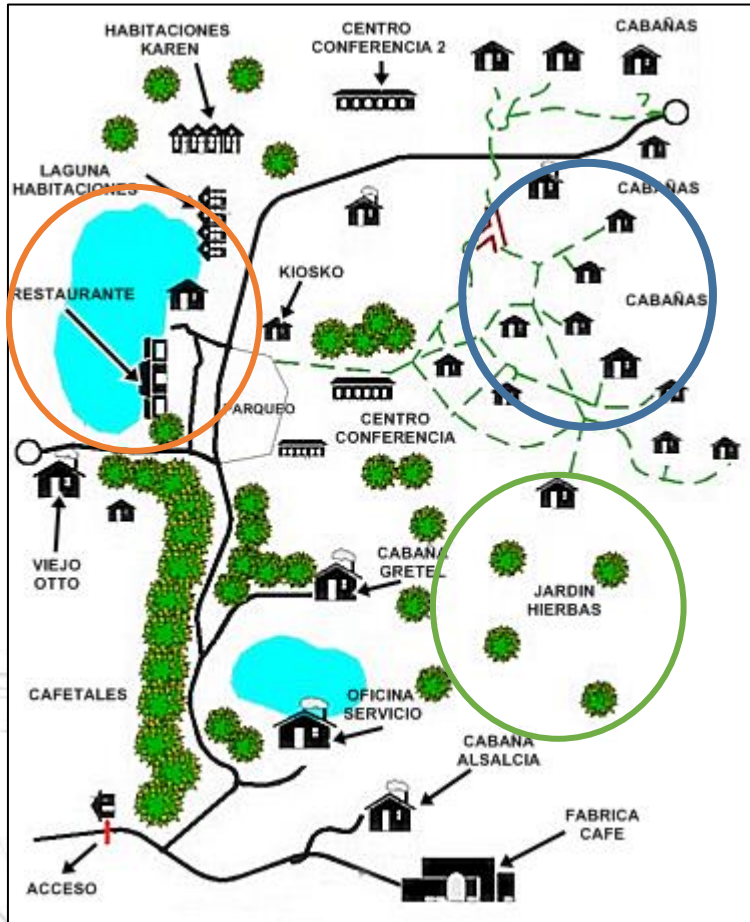 HABITACIONES
KAREN
CENTRO
CONFERENCIA 2
CABAÑAS
LAGUNA
HABITACIONES
CABAÑAS
RESTAURANTE
KIOSKO
CABAÑAS
PARQUEO
CENTRO
CONFERENCIA
VIEJO
OTTO
CABAÑA
GRETEL
JARDIN
HIERBAS
CAFETALES
OFICINA
SERVICIO
CABAÑA
ALSALCIA
FABRICA
CAFE
ACCESO